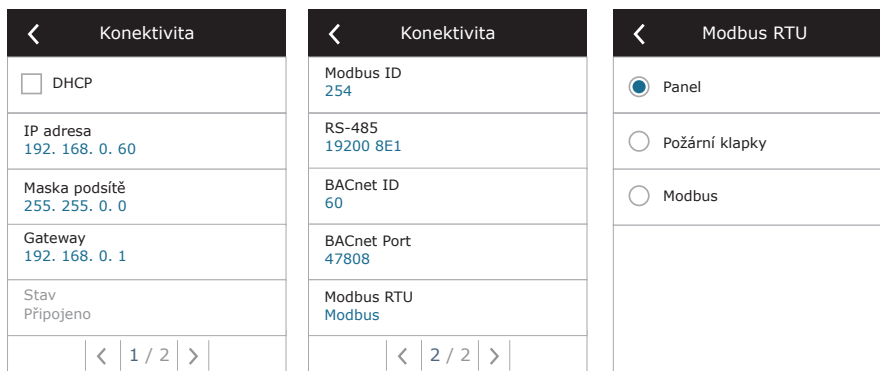 Konektivita
DHCP
IP adresa
192. 168. 0. 60
Maska podsítě
255. 255. 0. 0
Gateway
192. 168. 0. 1
Stav
Připojeno
1 / 2
Konektivita
Modbus ID
254
RS-485
19200 8E1
BACnet ID
60
BACnet Port
47808
Modbus RTU
Modbus
2 / 2
Modbus RTU
Panel
Požární klapky
Modbus